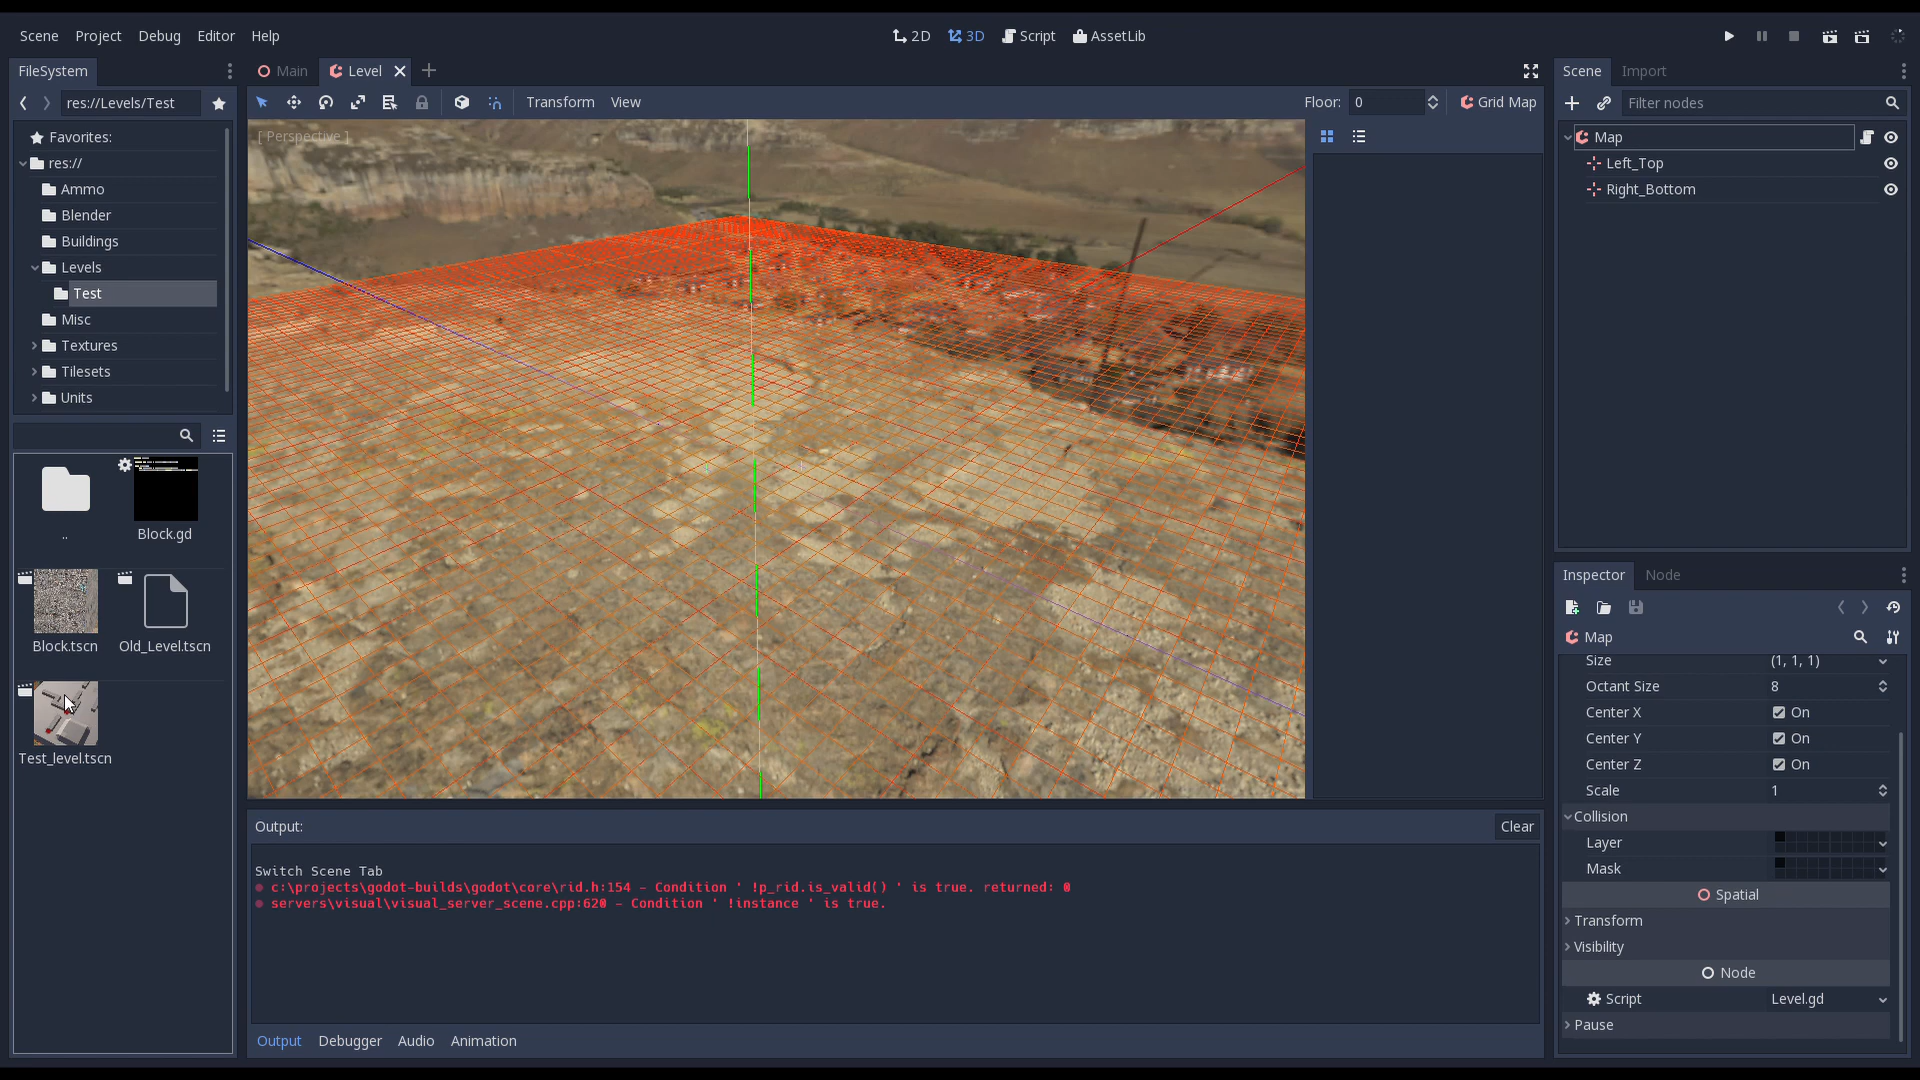 Scene Project Debug Editor Help
2D 3D Script AssetLib
FileSystem
Main Level
Scene Import
res://Levels/Test
Transform View
Floor: 0 Grid Map
Filter nodes
[ Perspective ]
Favorites:
res://
Ammo
Blender
Buildings
Levels
Test
Misc
Textures
Tilesets
Units
Map
Left_Top
Right_Bottom
..
Block.gd
Block.tscn
Old_Level.tscn
Test_level.tscn
Inspector Node
Map
Size (1, 1, 1)
Octant Size 8
Center X On
Center Y On
Center Z On
Scale 1
Collision
Layer
Mask
Spatial
Transform
Visibility
Node
Script Level.gd
Pause
Output: Clear
Switch Scene Tab
c:\projects\godot-builds\godot\core\rid.h:154 - Condition ' !p_rid.is_valid() ' is true. returned: 0
servers\visual\visual_server_scene.cpp:620 - Condition ' !instance ' is true.
Output Debugger Audio Animation